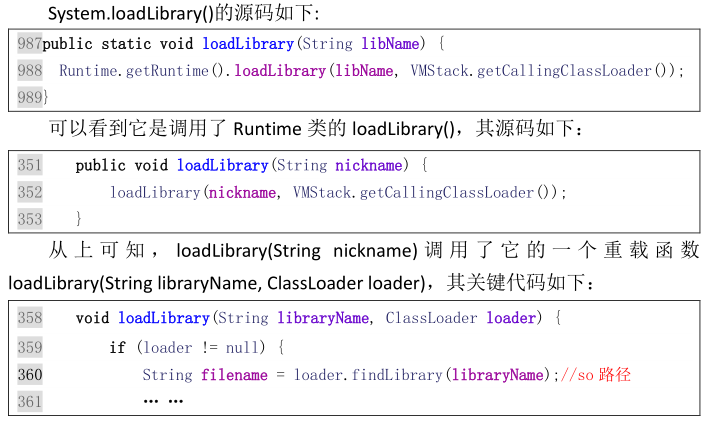 System.loadLibrary()的源码如下:
987public static void loadLibrary(String libName) {
988 Runtime.getRuntime().loadLibrary(libName, VMStack.getCallingClassLoader());
989}
可以看到它是调用了 Runtime 类的 loadLibrary()，其源码如下：
351 public void loadLibrary(String nickname) {
352 loadLibrary(nickname, VMStack.getCallingClassLoader());
353 }
从上可知，loadLibrary(String nickname)调用了它的一个重载函数
loadLibrary(String libraryName, ClassLoader loader)，其关键代码如下：
358 void loadLibrary(String libraryName, ClassLoader loader) {
359 if (loader != null) {
360 String filename = loader.findLibrary(libraryName);//so 路径
361 … …